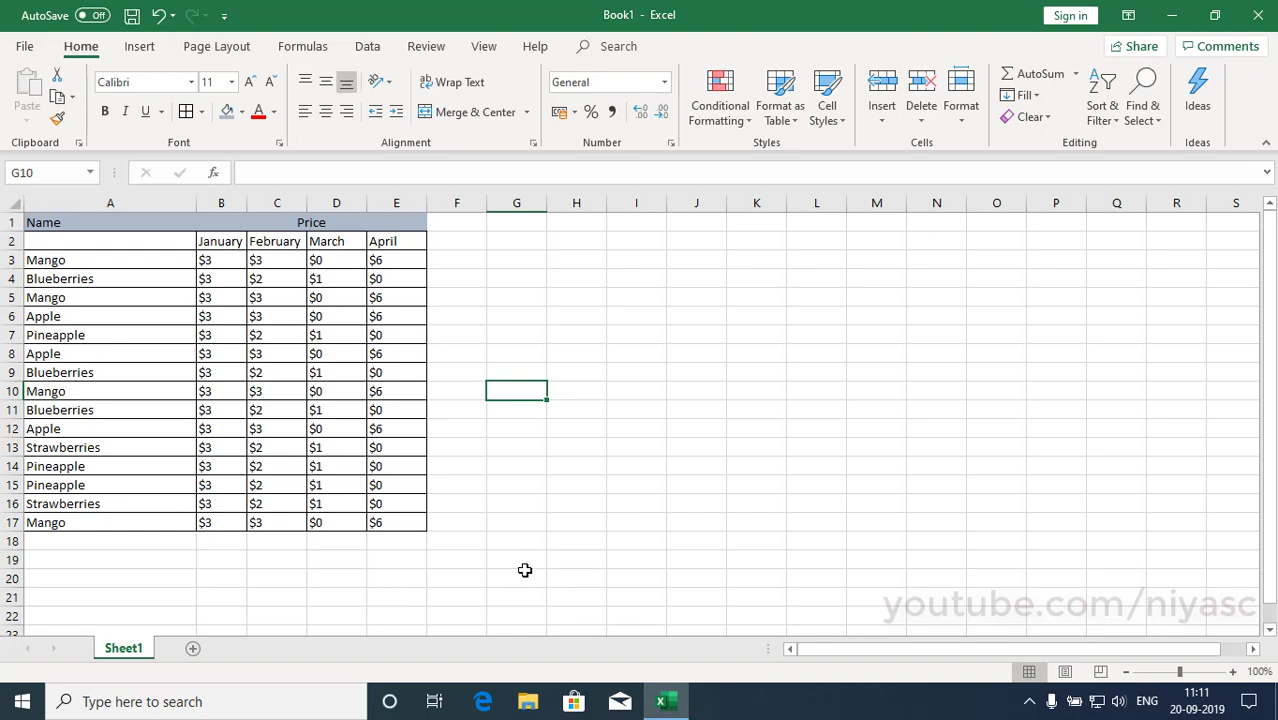 AutoSave Off
Book1 - Excel
Sign in
File Home Insert Page Layout Formulas Data Review View Help Search Share Comments
Paste
Calibri 11
B I U A
Wrap Text
Merge & Center
General
% ,
Conditional Formatting
Format as Table
Cell Styles
Insert
Delete
Format
AutoSum
Fill
Clear
Sort & Filter
Find & Select
Ideas
Clipboard Font Alignment Number Styles Cells Editing Ideas
G10 fx
A B C D E F G H I J K L M N O P Q R S
1 Name Price
2 January February March April
3 Mango $3 $3 $0 $6
4 Blueberries $3 $2 $1 $0
5 Mango $3 $3 $0 $6
6 Apple $3 $3 $0 $6
7 Pineapple $3 $2 $1 $0
8 Apple $3 $3 $0 $6
9 Blueberries $3 $2 $1 $0
10 Mango $3 $3 $0 $6
11 Blueberries $3 $2 $1 $0
12 Apple $3 $3 $0 $6
13 Strawberries $3 $2 $1 $0
14 Pineapple $3 $2 $1 $0
15 Pineapple $3 $2 $1 $0
16 Strawberries $3 $2 $1 $0
17 Mango $3 $3 $0 $6
18
19
20
21
22
23
youtube.com/niyasc
Sheet1
100%
Type here to search
ENG
11:11
20-09-2019